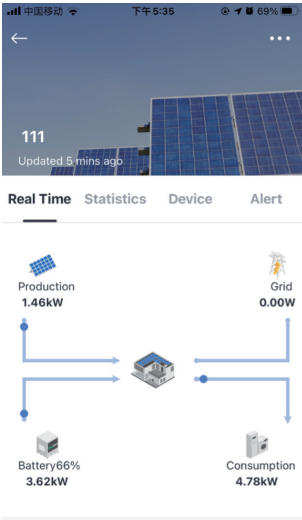 中国移动 下午5:35 69%
111
Updated 5 mins ago
Real Time Statistics Device Alert
Production Grid
1.46kW 0.00W
Battery66% Consumption
3.62kW 4.78kW